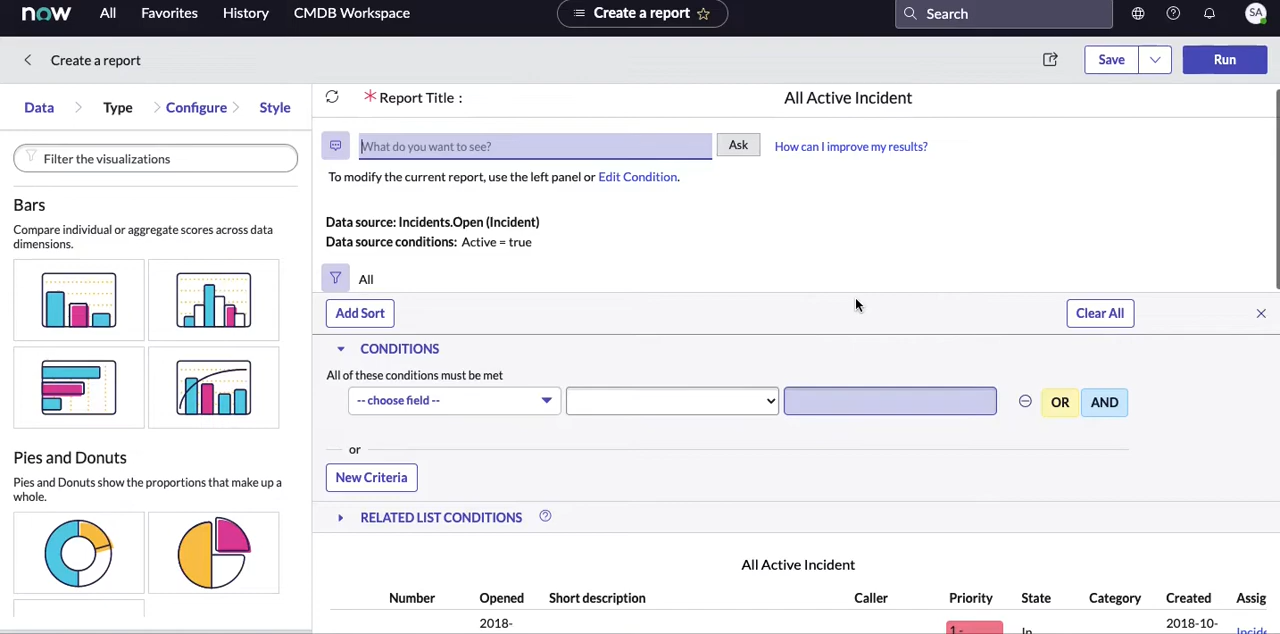 now All Favorites History CMDB Workspace Create a report Search SA
Create a report Save Run
Data Type Configure Style
Filter the visualizations
Bars
Compare individual or aggregate scores across data
dimensions.
Pies and Donuts
Pies and Donuts show the proportions that make up a
whole.
*Report Title : All Active Incident
What do you want to see? Ask How can I improve my results?
To modify the current report, use the left panel or Edit Condition.
Data source: Incidents.Open (Incident)
Data source conditions: Active = true
All
Add Sort Clear All
CONDITIONS
All of these conditions must be met
-- choose field -- OR AND
or
New Criteria
RELATED LIST CONDITIONS
All Active Incident
Number Opened Short description Caller Priority State Category Created Assig
2018- 1 - In 2018-10-